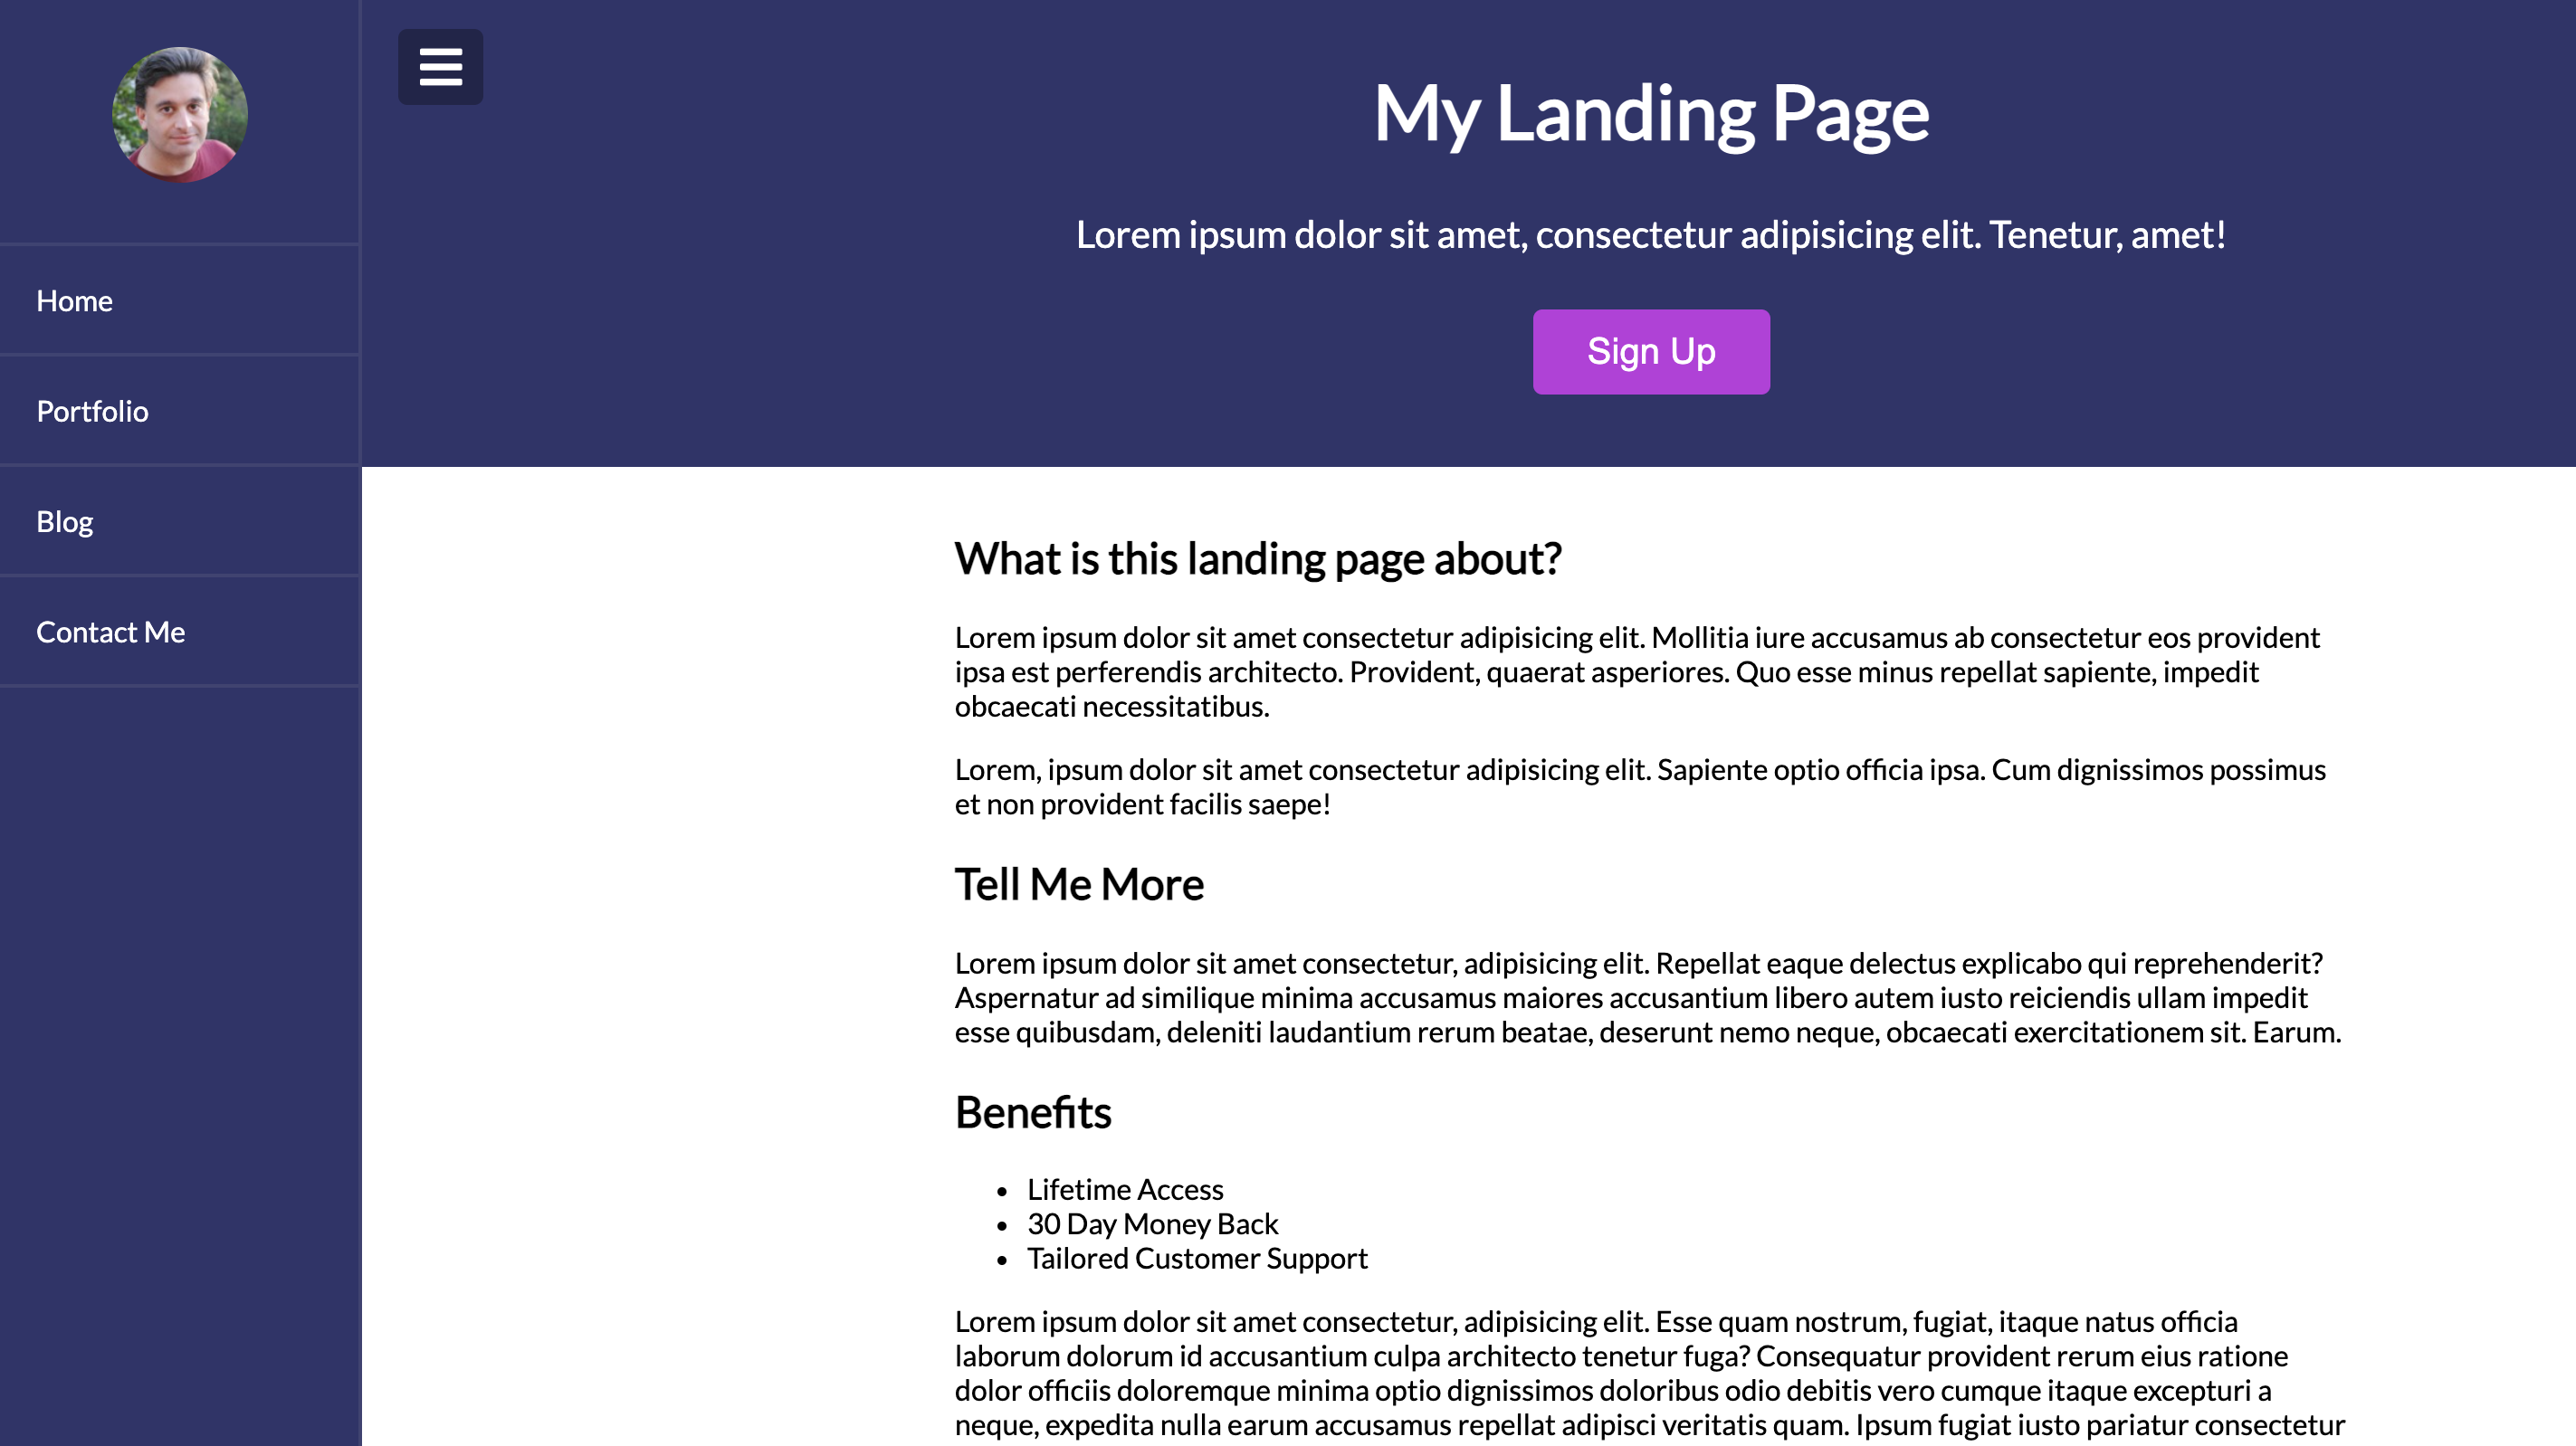 Home
Portfolio
Blog
Contact Me
My Landing Page
Lorem ipsum dolor sit amet, consectetur adipisicing elit. Tenetur, amet!
Sign Up
What is this landing page about?
Lorem ipsum dolor sit amet consectetur adipisicing elit. Mollitia iure accusamus ab consectetur eos provident
ipsa est perferendis architecto. Provident, quaerat asperiores. Quo esse minus repellat sapiente, impedit
obcaecati necessitatibus.
Lorem, ipsum dolor sit amet consectetur adipisicing elit. Sapiente optio officia ipsa. Cum dignissimos possimus
et non provident facilis saepe!
Tell Me More
Lorem ipsum dolor sit amet consectetur, adipisicing elit. Repellat eaque delectus explicabo qui reprehenderit?
Aspernatur ad similique minima accusamus maiores accusantium libero autem iusto reiciendis ullam impedit
esse quibusdam, deleniti laudantium rerum beatae, deserunt nemo neque, obcaecati exercitationem sit. Earum.
Benefits
• Lifetime Access
• 30 Day Money Back
• Tailored Customer Support
Lorem ipsum dolor sit amet consectetur, adipisicing elit. Esse quam nostrum, fugiat, itaque natus officia
laborum dolorum id accusantium culpa architecto tenetur fuga? Consequatur provident rerum eius ratione
dolor officiis doloremque minima optio dignissimos doloribus odio debitis vero cumque itaque excepturi a
neque, expedita nulla earum accusamus repellat adipisci veritatis quam. Ipsum fugiat iusto pariatur consectetur